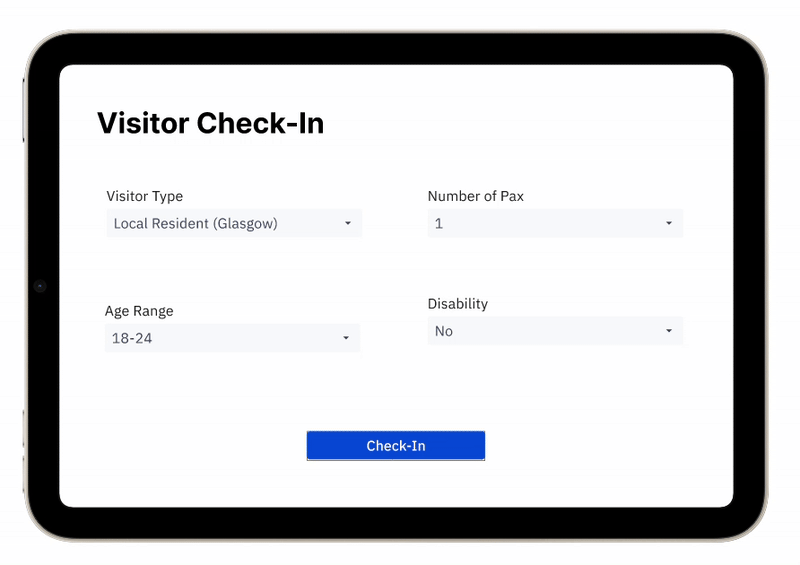 Visitor Check-In
Visitor Type
Local Resident (Glasgow)
Number of Pax
1
Age Range
18-24
Disability
No
Check-In